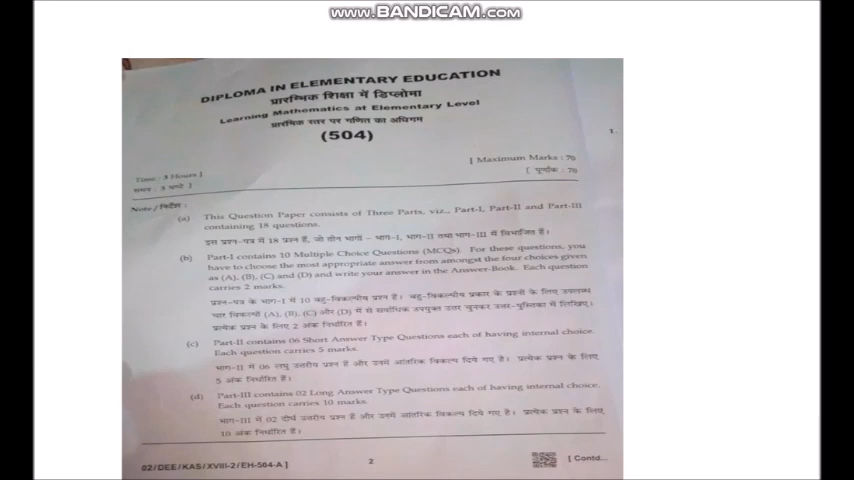 WWW.BANDICAM.COM
DIPLOMA IN ELEMENTARY EDUCATION
प्रारम्भिक शिक्षा में डिप्लोमा
Learning Mathematics at Elementary Level
प्रारंभिक स्तर पर गणित का अधिगम
(504)
1.
Time : 3 Hours ]
[ Maximum Marks : 70
समय : 3 घण्टे ]
[ पूर्णांक : 70
Note / निर्देश :
(a) This Question Paper consists of Three Parts, viz., Part-I, Part-II and Part-III
containing 18 questions.
इस प्रश्न-पत्र में 18 प्रश्न हैं, जो तीन भागों - भाग-I, भाग-II तथा भाग-III में विभाजित हैं।
(b) Part-I contains 10 Multiple Choice Questions (MCQs). For these questions, you
have to choose the most appropriate answer from amongst the four choices given
as (A), (B), (C) and (D) and write your answer in the Answer-Book. Each question
carries 2 marks.
प्रश्न-पत्र के भाग-I में 10 बहु-विकल्पीय प्रश्न हैं। बहु-विकल्पीय प्रकार के प्रश्नों के लिए उपलब्ध
चार विकल्पों (A), (B), (C) और (D) में से सर्वाधिक उपयुक्त उत्तर चुनकर उत्तर-पुस्तिका में लिखिए।
प्रत्येक प्रश्न के लिए 2 अंक निर्धारित हैं।
(c) Part-II contains 06 Short Answer Type Questions each of having internal choice.
Each question carries 5 marks.
भाग-II में 06 लघु उत्तरीय प्रश्न हैं और उनमें आंतरिक विकल्प दिये गए है। प्रत्येक प्रश्न के लिए
5 अंक निर्धारित हैं।
(d) Part-III contains 02 Long Answer Type Questions each of having internal choice.
Each question carries 10 marks.
भाग-III में 02 दीर्घ उत्तरीय प्रश्न हैं और उनमें आंतरिक विकल्प दिये गए है। प्रत्येक प्रश्न के लिए
10 अंक निर्धारित हैं।
02/DEE/KAS/XVIII-2/EH-504-A ]
2
[ Contd...